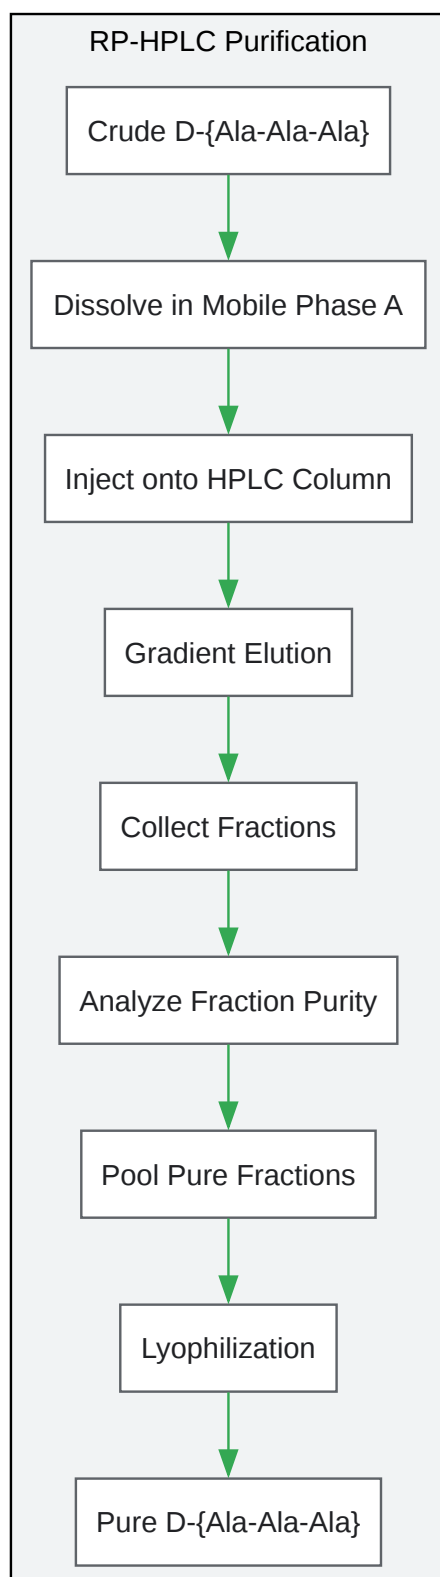 RP-HPLC Purification
Crude D-{Ala-Ala-Ala}
Dissolve in Mobile Phase A
Inject onto HPLC Column
Gradient Elution
Collect Fractions
Analyze Fraction Purity
Pool Pure Fractions
Lyophilization
Pure D-{Ala-Ala-Ala}